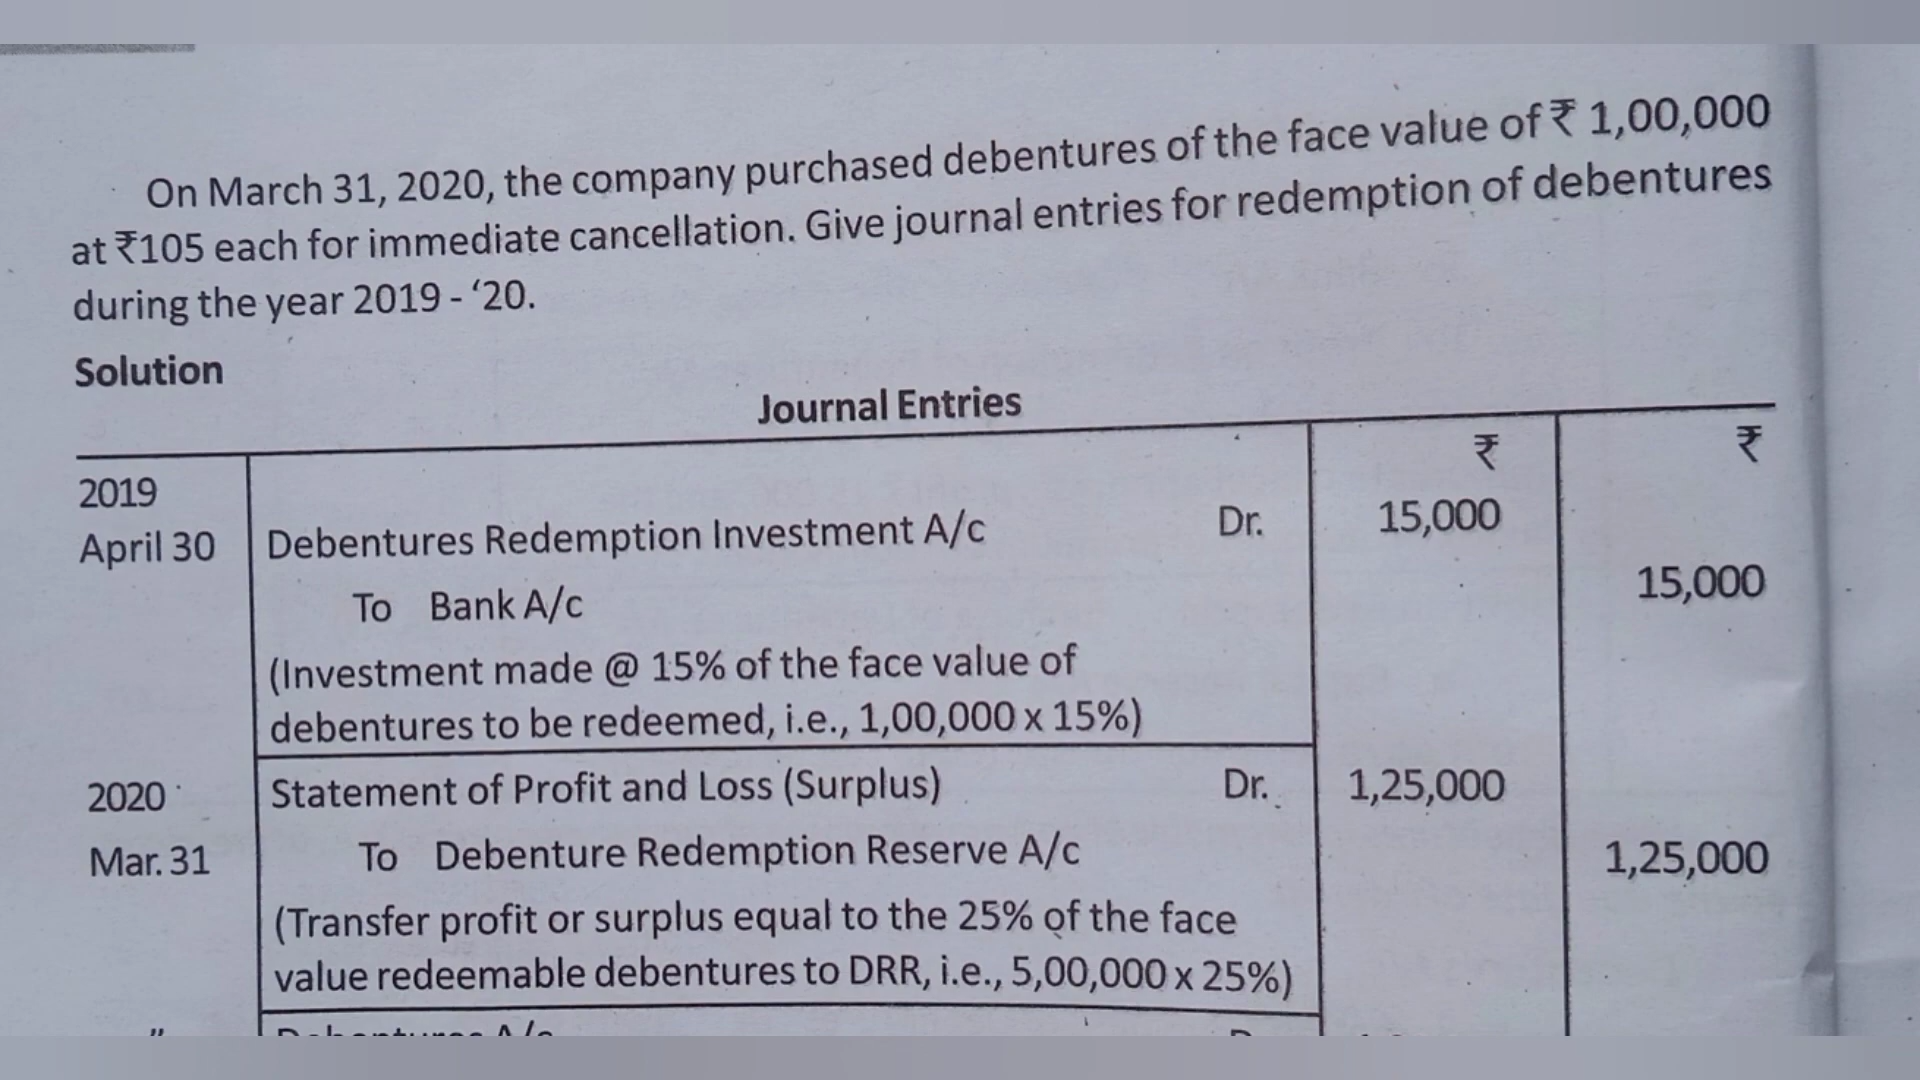 On March 31, 2020, the company purchased debentures of the face value of ₹ 1,00,000
at ₹105 each for immediate cancellation. Give journal entries for redemption of debentures
during the year 2019 - ‘20.
Solution
Journal Entries
₹ ₹
2019
April 30 Debentures Redemption Investment A/c Dr. 15,000
To Bank A/c 15,000
(Investment made @ 15% of the face value of
debentures to be redeemed, i.e., 1,00,000 x 15%)
2020 Statement of Profit and Loss (Surplus) Dr. 1,25,000
Mar. 31 To Debenture Redemption Reserve A/c 1,25,000
(Transfer profit or surplus equal to the 25% of the face
value redeemable debentures to DRR, i.e., 5,00,000 x 25%)
" Debentures A/c